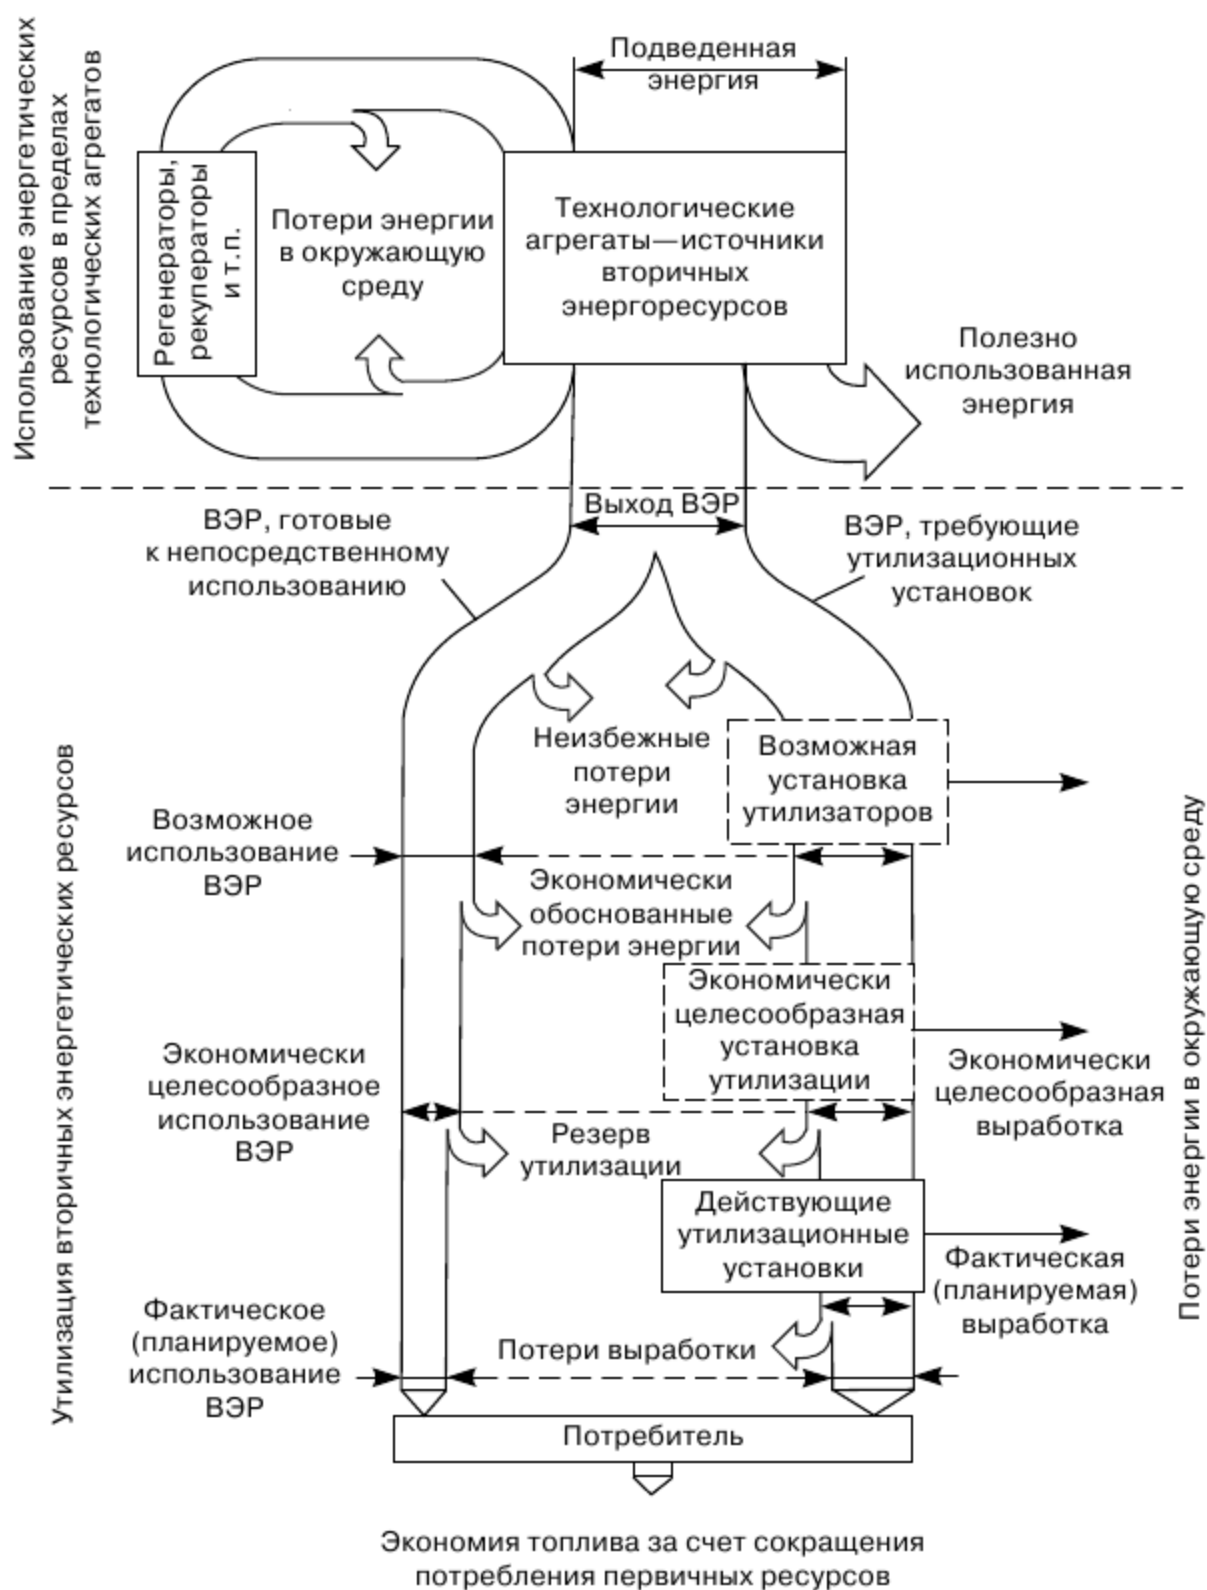 Использование энергетических
ресурсов в пределах
технологических агрегатов
Подведенная
энергия
Регенераторы,
рекуператоры
и т.п.
Потери энергии
в окружающую
среду
Технологические
агрегаты—источники
вторичных
энергоресурсов
Полезно
использованная
энергия
Выход ВЭР
ВЭР, готовые
к непосредственному
использованию
ВЭР, требующие
утилизационных
установок
Утилизация вторичных энергетических ресурсов
Неизбежные
потери
энергии
Возможная
установка
утилизаторов
Потери энергии в окружающую среду
Возможное
использование
ВЭР
Экономически
обоснованные
потери энергии
Экономически
целесообразная
установка
утилизации
Экономически
целесообразное
использование
ВЭР
Экономически
целесообразная
выработка
Резерв
утилизации
Действующие
утилизационные
установки
Фактическая
(планируемая)
выработка
Фактическое
(планируемое)
использование
ВЭР
Потери выработки
Потребитель
Экономия топлива за счет сокращения
потребления первичных ресурсов